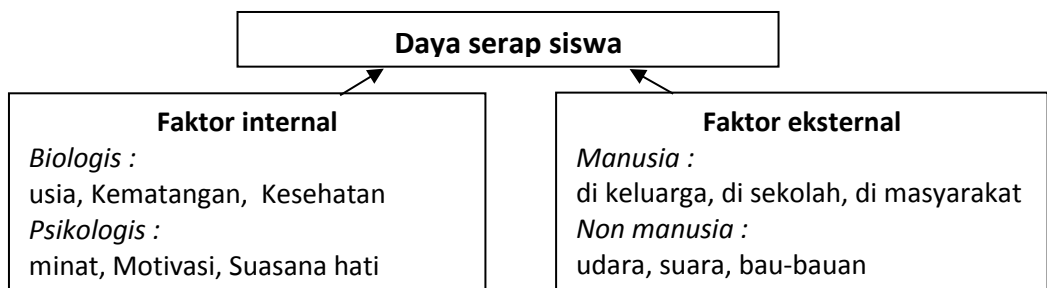 Daya serap siswa
Faktor internal
Biologis :
usia, Kematangan, Kesehatan
Psikologis :
minat, Motivasi, Suasana hati
Faktor eksternal
Manusia :
di keluarga, di sekolah, di masyarakat
Non manusia :
udara, suara, bau-bauan